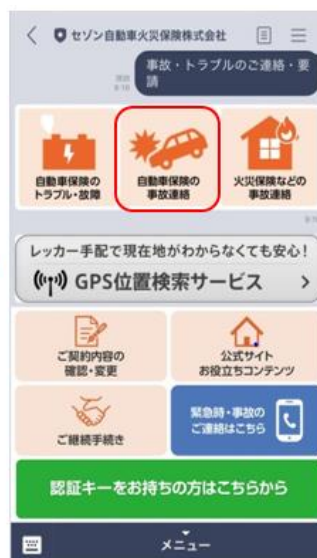 セゾン自動車火災保険株式会社
事故・トラブルのご連絡・要
請
自動車保険の
トラブル・故障
自動車保険の
事故連絡
火災保険などの
事故連絡
レッカー手配で現在地がわからなくても安心!
GPS位置検索サービス
ご契約内容の
確認・変更
公式サイト
お役立ちコンテンツ
ご継続手続き
緊急時・事故の
ご連絡はこちら
認証キーをお持ちの方はこちらから
メニュー